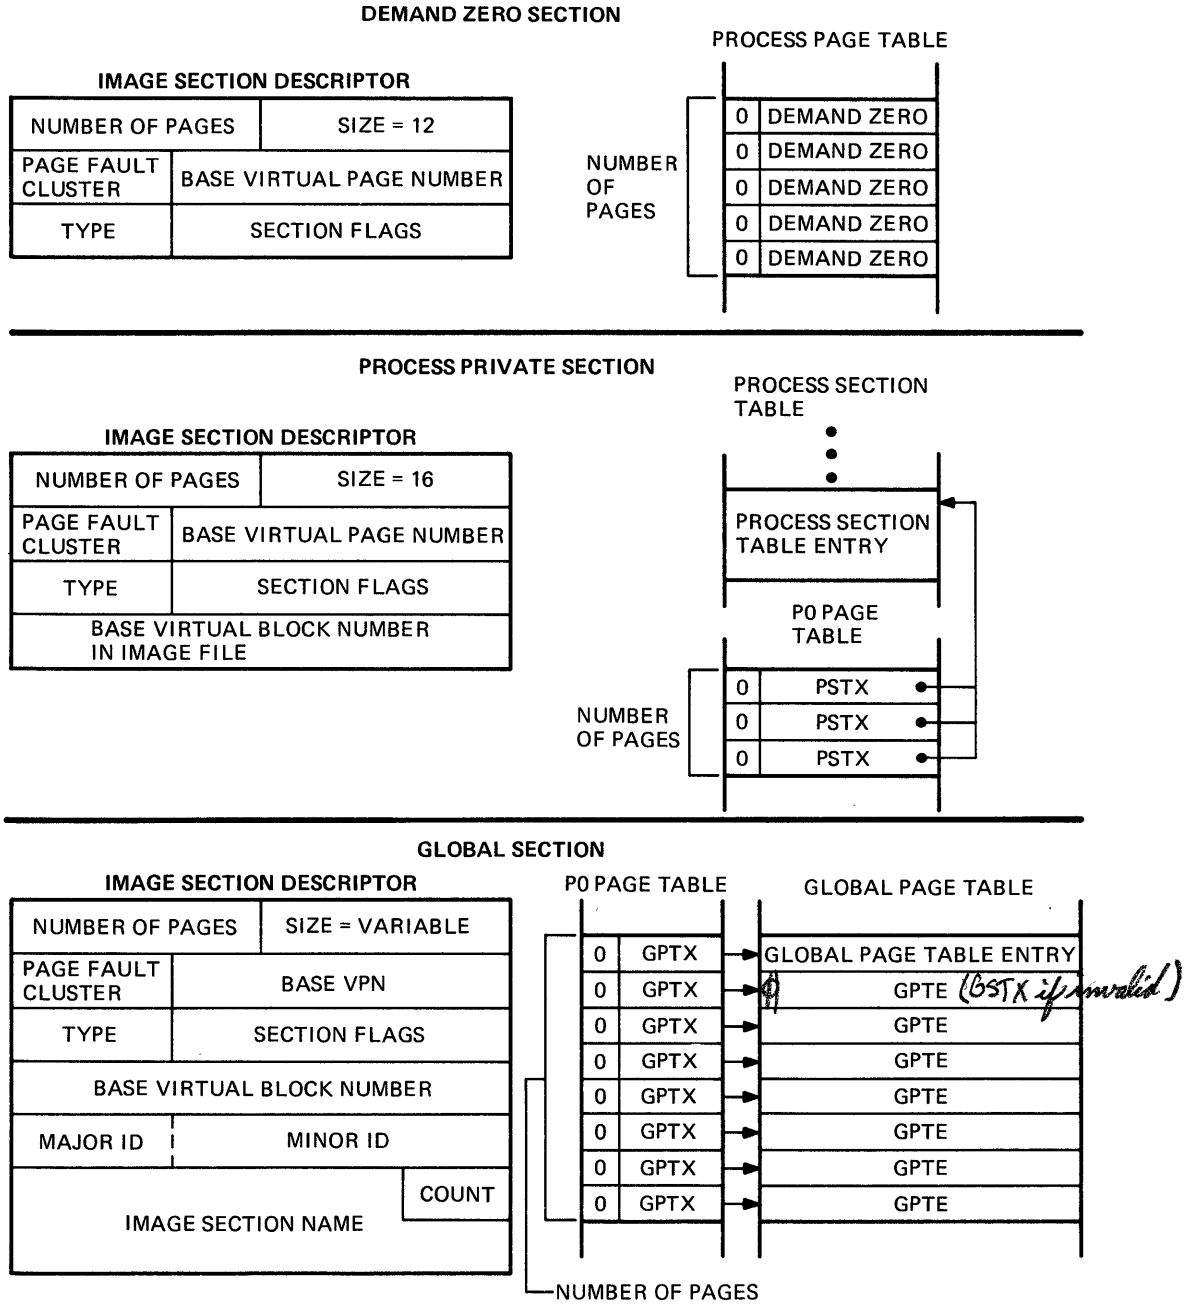 DEMAND ZERO SECTION
PROCESS PAGE TABLE
IMAGE SECTION DESCRIPTOR
NUMBER OF PAGES
SIZE = 12
PAGE FAULT
CLUSTER
BASE VIRTUAL PAGE NUMBER
TYPE
SECTION FLAGS
NUMBER
OF
PAGES
0 DEMAND ZERO
0 DEMAND ZERO
0 DEMAND ZERO
0 DEMAND ZERO
0 DEMAND ZERO
PROCESS PRIVATE SECTION
PROCESS SECTION
TABLE
IMAGE SECTION DESCRIPTOR
NUMBER OF PAGES
SIZE = 16
PAGE FAULT
CLUSTER
BASE VIRTUAL PAGE NUMBER
TYPE
SECTION FLAGS
BASE VIRTUAL BLOCK NUMBER
IN IMAGE FILE
PROCESS SECTION
TABLE ENTRY
P0 PAGE
TABLE
NUMBER
OF PAGES
0 PSTX
0 PSTX
0 PSTX
GLOBAL SECTION
IMAGE SECTION DESCRIPTOR
P0 PAGE TABLE
GLOBAL PAGE TABLE
NUMBER OF PAGES
SIZE = VARIABLE
PAGE FAULT
CLUSTER
BASE VPN
TYPE
SECTION FLAGS
BASE VIRTUAL BLOCK NUMBER
MAJOR ID
MINOR ID
COUNT
IMAGE SECTION NAME
0 GPTX GLOBAL PAGE TABLE ENTRY
0 GPTX GPTE (GSTX if invalid)
0 GPTX GPTE
0 GPTX GPTE
0 GPTX GPTE
0 GPTX GPTE
0 GPTX GPTE
0 GPTX GPTE
NUMBER OF PAGES